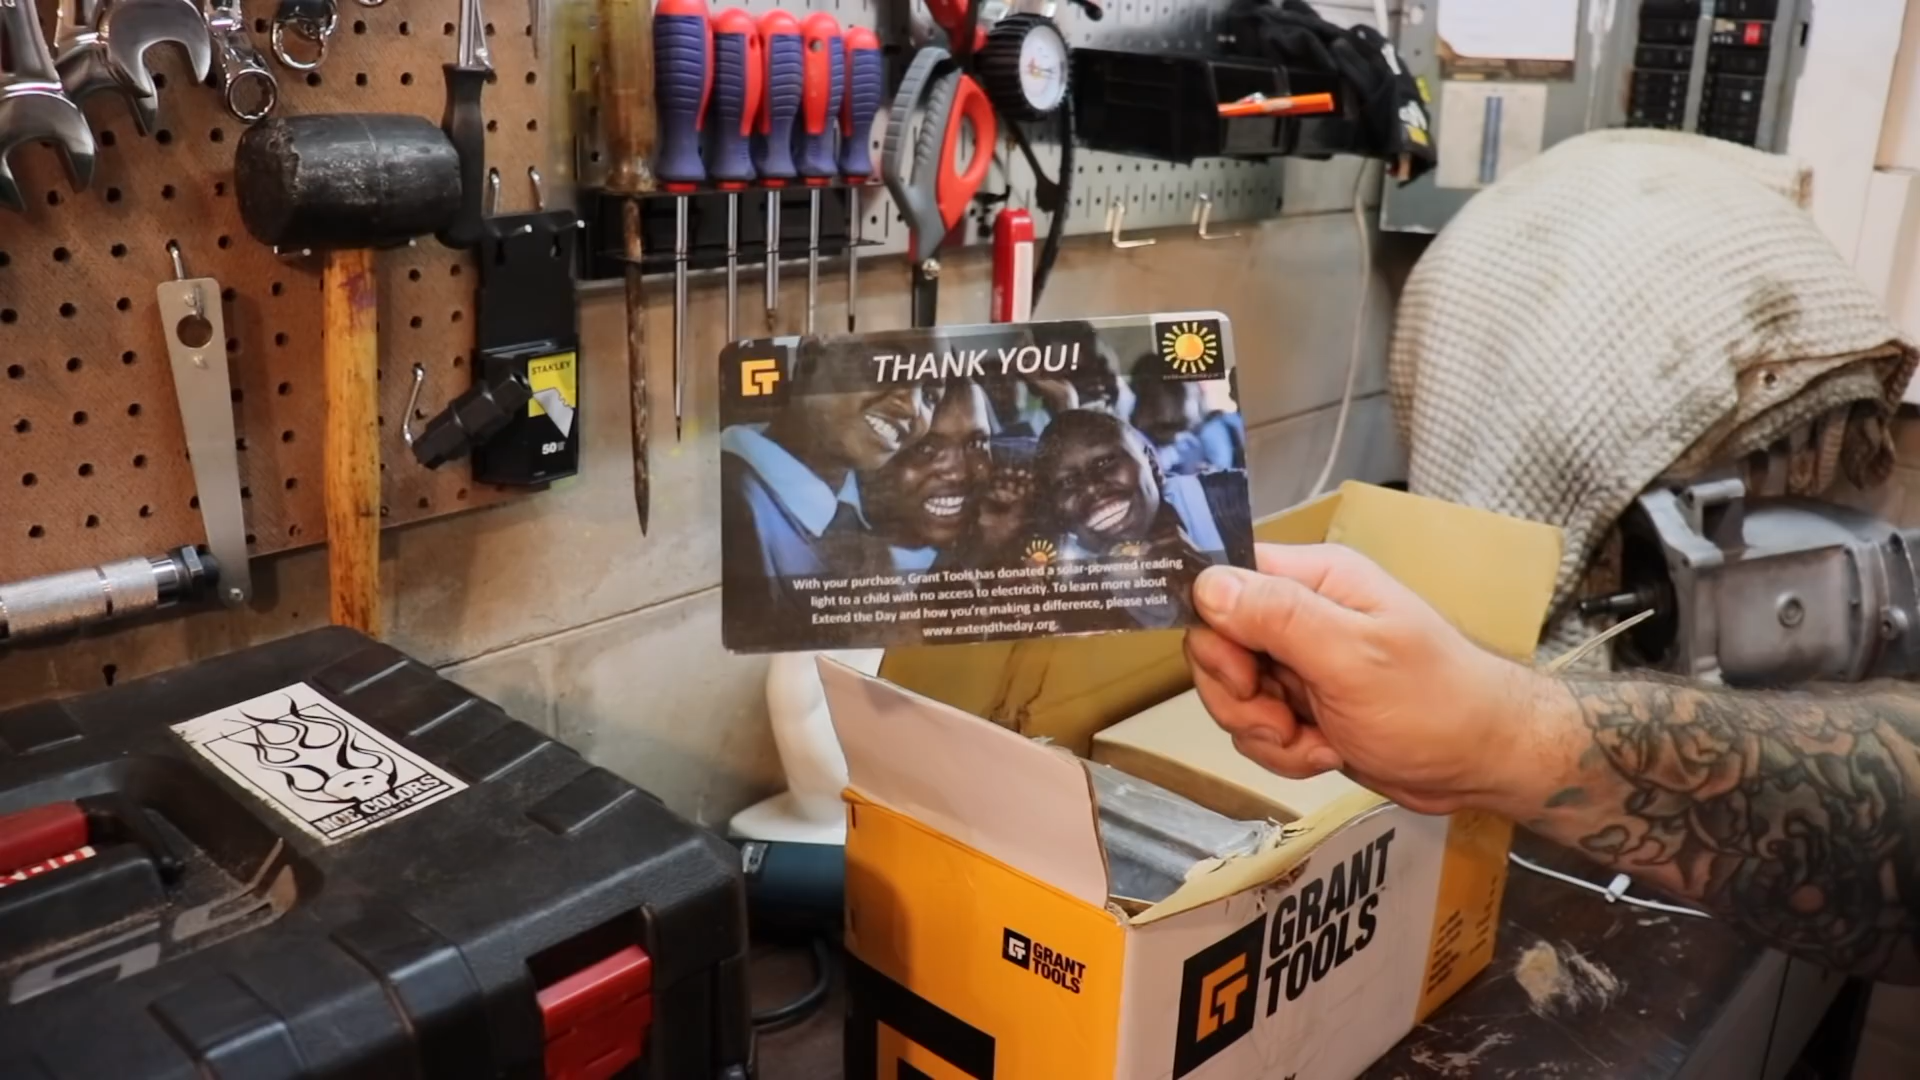 STANLEY
50
THANK YOU!
With your purchase, Grant Tools has donated a solar-powered reading
light to a child with no access to electricity. To learn more about
Extend the Day and how you're making a difference, please visit
www.extendtheday.org.
MOE COLORS
GRANT
TOOLS
GRANT
TOOLS